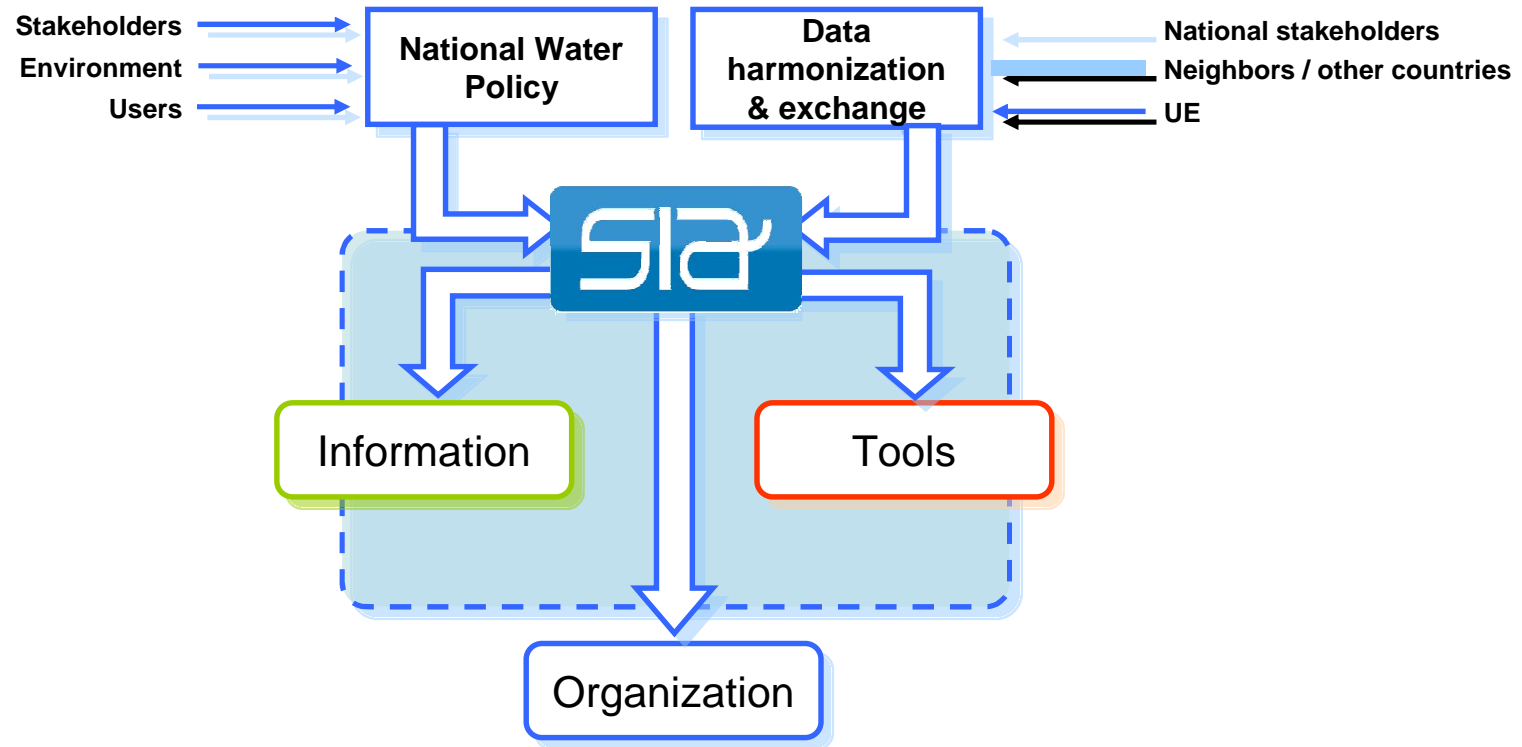 Stakeholders
Environment
Users
National Water
Policy
Data
harmonization
& exchange
National stakeholders
Neighbors / other countries
UE
sia
Information
Tools
Organization